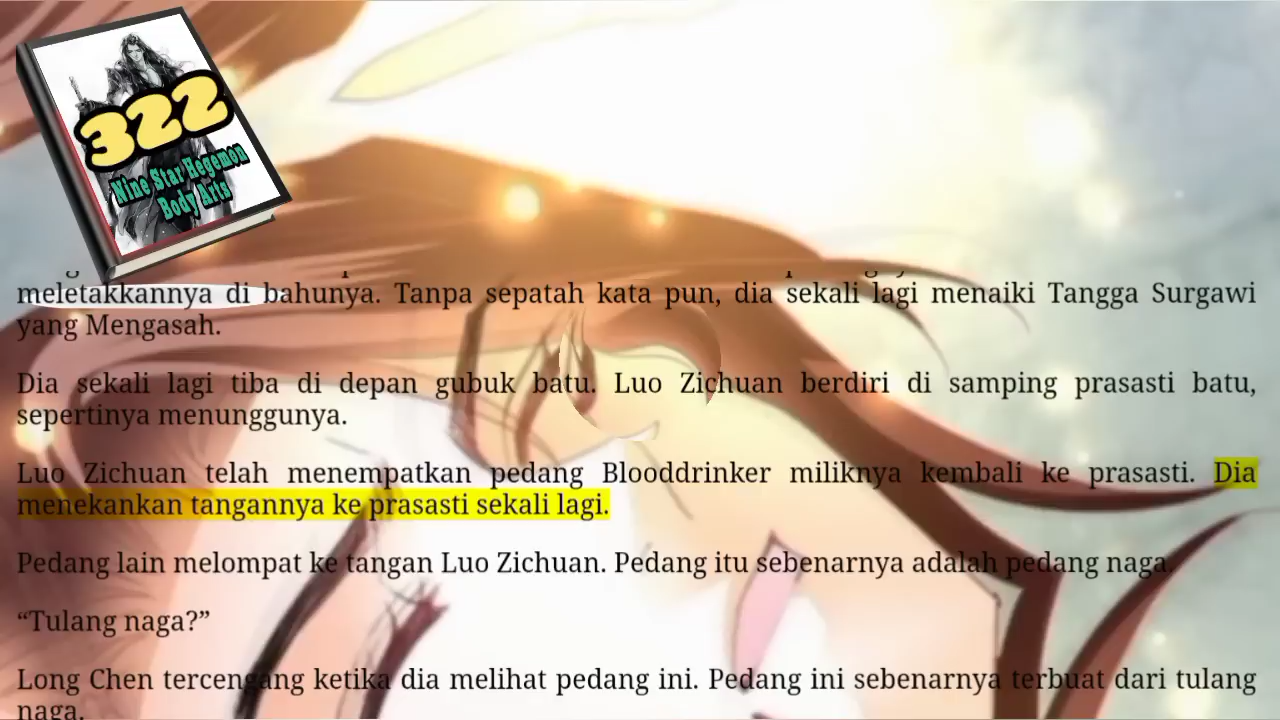 322
Nine Star Hegemon
Body Arts
meletakkannya di bahunya. Tanpa sepatah kata pun, dia sekali lagi menaiki Tangga Surgawi
yang Mengasah.
Dia sekali lagi tiba di depan gubuk batu. Luo Zichuan berdiri di samping prasasti batu,
sepertinya menunggunya.
Luo Zichuan telah menempatkan pedang Blooddrinker miliknya kembali ke prasasti. Dia
menekankan tangannya ke prasasti sekali lagi.
Pedang lain melompat ke tangan Luo Zichuan. Pedang itu sebenarnya adalah pedang naga.
“Tulang naga?”
Long Chen tercengang ketika dia melihat pedang ini. Pedang ini sebenarnya terbuat dari tulang
naga.